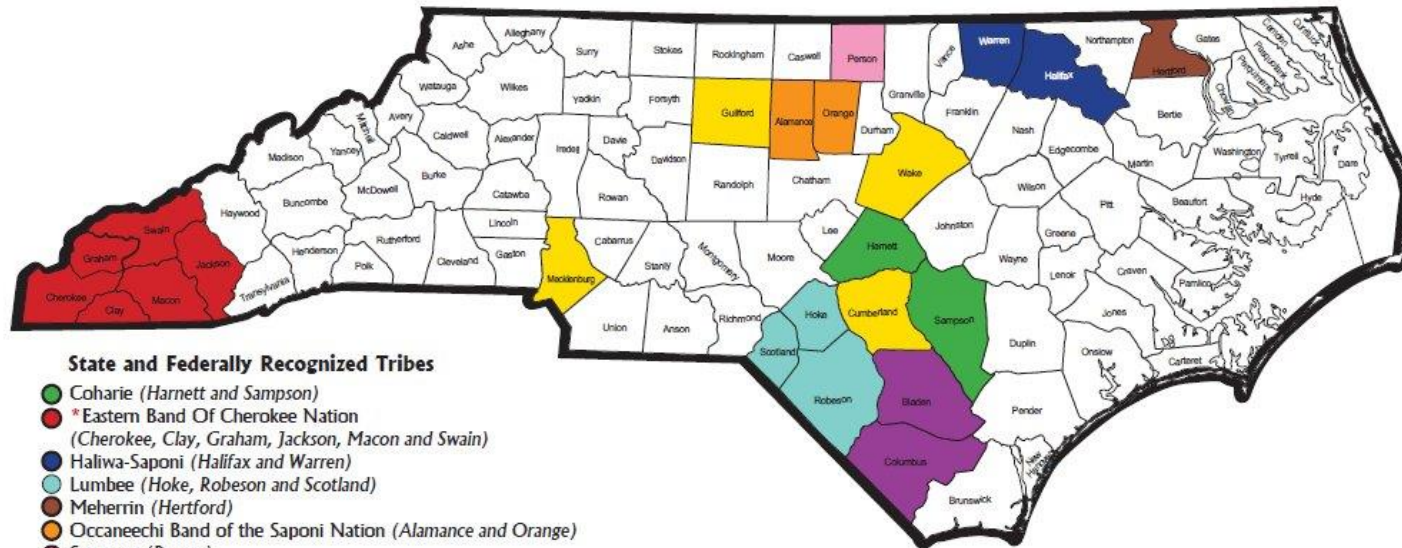 Alleghany
Ashe
Surry
Stokes
Rockingham
Caswell
Person
Vance
Warren
Northampton
Gates
Camden
Currituck
Pasquotank
Perquimans
Chowan
Hertford
Halifax
Granville
Watauga
Wilkes
Yadkin
Forsyth
Guilford
Alamance
Orange
Durham
Franklin
Nash
Bertie
Mitchell
Avery
Caldwell
Alexander
Iredell
Davie
Davidson
Edgecombe
Martin
Washington
Tyrrell
Dare
Madison
Yancey
Burke
McDowell
Catawba
Rowan
Randolph
Chatham
Wake
Wilson
Pitt
Beaufort
Hyde
Swain
Haywood
Buncombe
Lincoln
Lee
Johnston
Greene
Graham
Jackson
Henderson
Rutherford
Cleveland
Gaston
Cabarrus
Stanly
Montgomery
Moore
Harnett
Wayne
Lenoir
Craven
Pamlico
Cherokee
Macon
Clay
Transylvania
Polk
Mecklenburg
Union
Anson
Richmond
Hoke
Cumberland
Sampson
Duplin
Jones
Onslow
Carteret
Scotland
Robeson
Bladen
Pender
Columbus
Brunswick
State and Federally Recognized Tribes
Coharie (Harnett and Sampson)
*Eastern Band Of Cherokee Nation
(Cherokee, Clay, Graham, Jackson, Macon and Swain)
Haliwa-Saponi (Halifax and Warren)
Lumbee (Hoke, Robeson and Scotland)
Meherrin (Hertford)
Occaneechi Band of the Saponi Nation (Alamance and Orange)